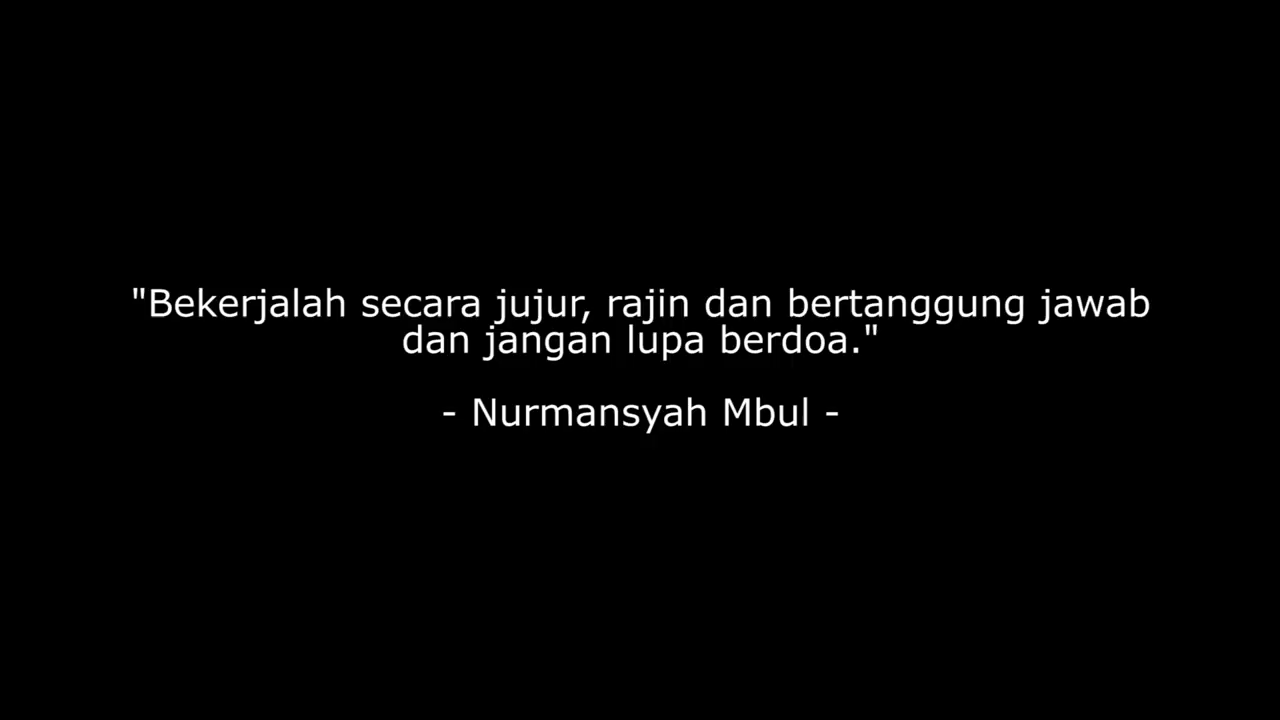 "Bekerjalah secara jujur, rajin dan bertanggung jawab
dan jangan lupa berdoa."
- Nurmansyah Mbul -